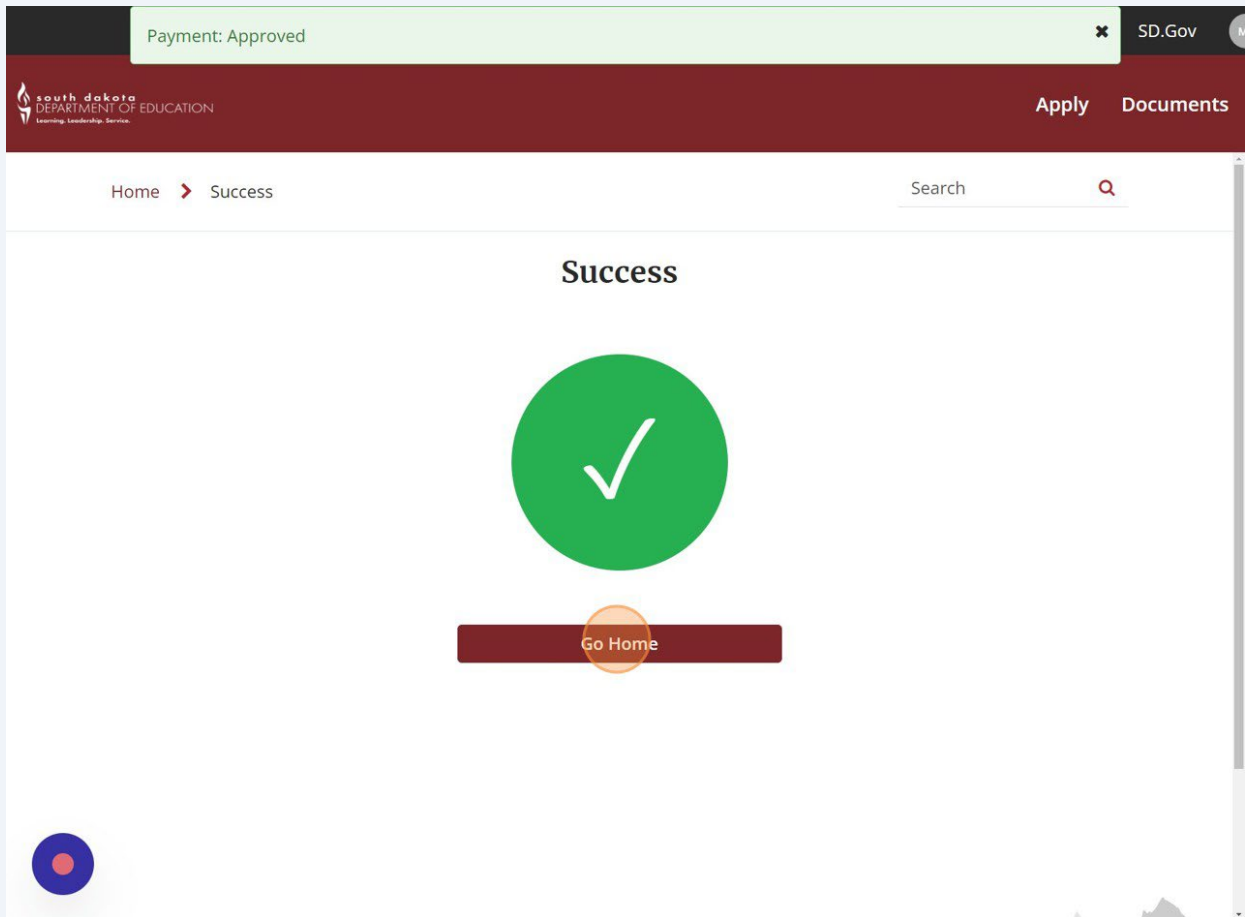 Payment: Approved
SD.Gov
M
south dakota
DEPARTMENT OF EDUCATION
Learning. Leadership. Service.
Apply Documents
Home Success
Search
Success
Go Home